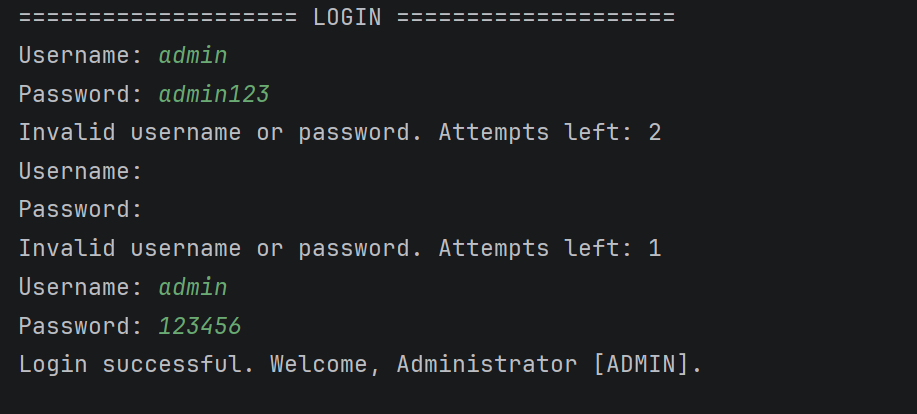 ==================== LOGIN ====================
Username: admin
Password: admin123
Invalid username or password. Attempts left: 2
Username:
Password:
Invalid username or password. Attempts left: 1
Username: admin
Password: 123456
Login successful. Welcome, Administrator [ADMIN].